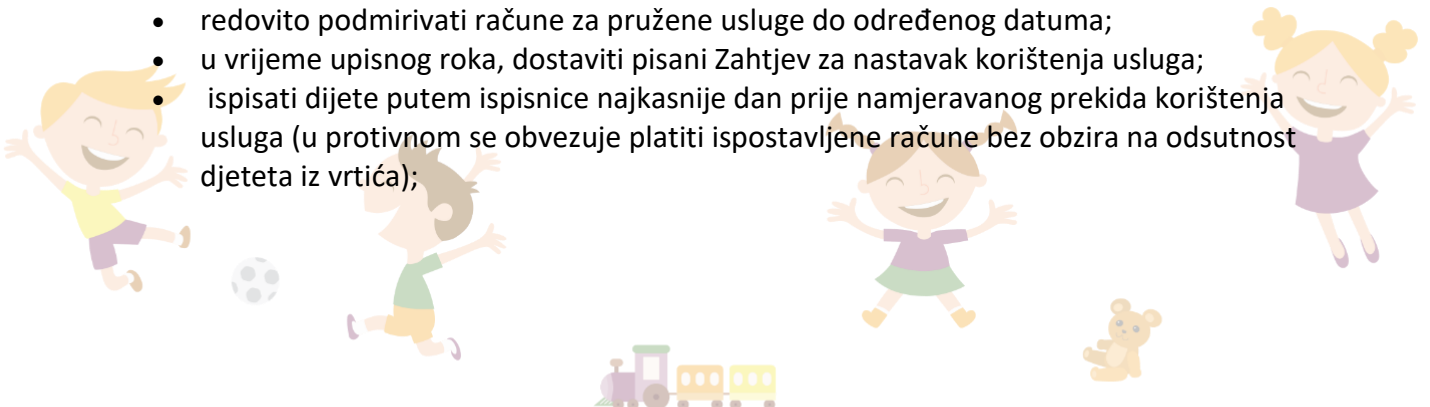 • redovito podmirivati račune za pružene usluge do određenog datuma;
• u vrijeme upisnog roka, dostaviti pisani Zahtjev za nastavak korištenja usluga;
• ispisati dijete putem ispisnice najkasnije dan prije namjeravanog prekida korištenja
usluga (u protivnom se obvezuje platiti ispostavljene račune bez obzira na odsutnost
djeteta iz vrtića);